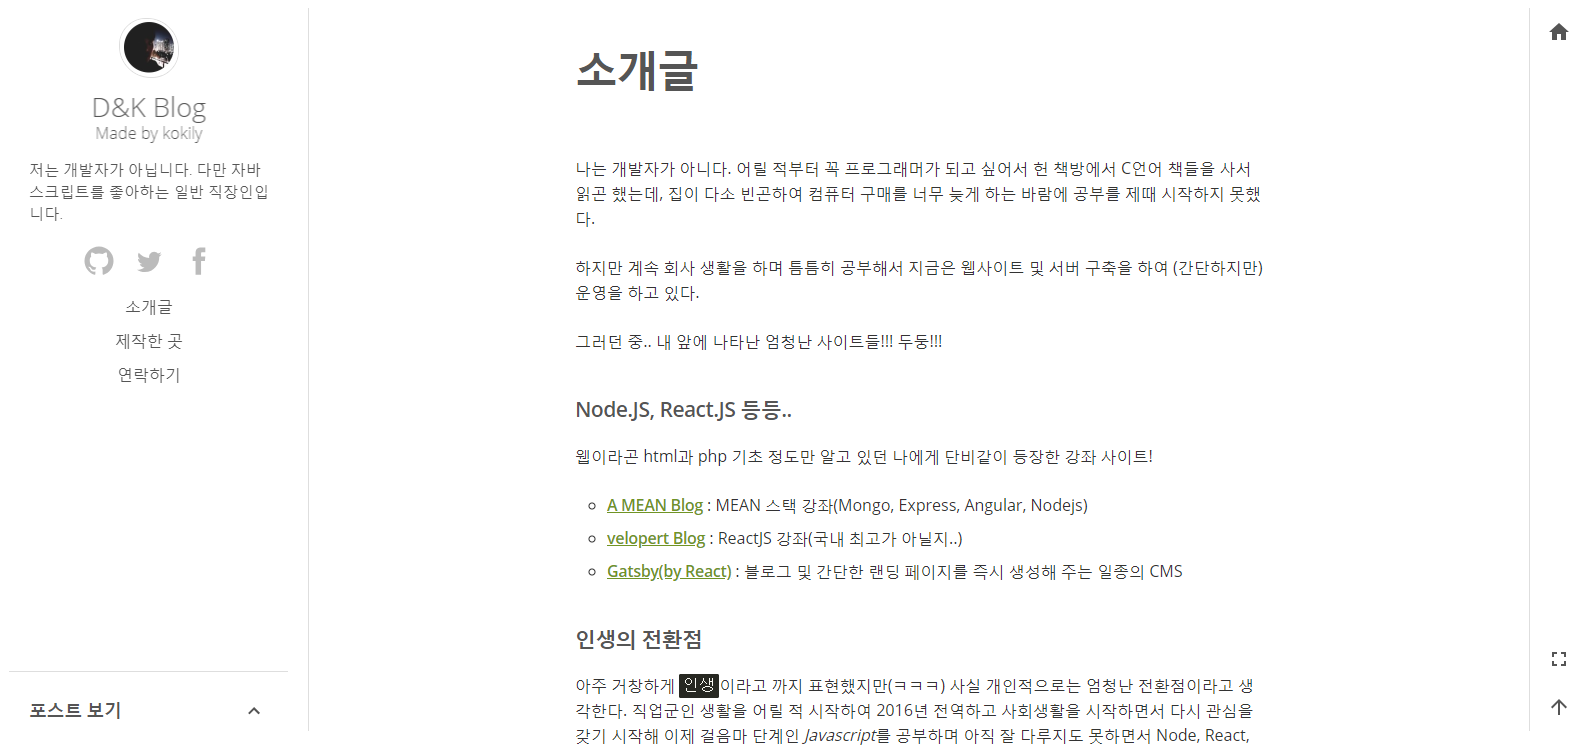 D&K Blog
Made by kokily
저는 개발자가 아닙니다. 다만 자바
스크립트를 좋아하는 일반 직장인입
니다.
소개글
제작한 곳
연락하기
포스트 보기
소개글
나는 개발자가 아니다. 어릴 적부터 꼭 프로그래머가 되고 싶어서 헌 책방에서 C언어 책들을 사서
읽곤 했는데, 집이 다소 빈곤하여 컴퓨터 구매를 너무 늦게 하는 바람에 공부를 제때 시작하지 못했
다.
하지만 계속 회사 생활을 하며 틈틈히 공부해서 지금은 웹사이트 및 서버 구축을 하여 (간단하지만)
운영을 하고 있다.
그러던 중.. 내 앞에 나타난 엄청난 사이트들!!! 두둥!!!
Node.JS, React.JS 등등..
웹이라곤 html과 php 기초 정도만 알고 있던 나에게 단비같이 등장한 강좌 사이트!
A MEAN Blog : MEAN 스택 강좌(Mongo, Express, Angular, Nodejs)
velopert Blog : ReactJS 강좌(국내 최고가 아닐지..)
Gatsby(by React) : 블로그 및 간단한 랜딩 페이지를 즉시 생성해 주는 일종의 CMS
인생의 전환점
아주 거창하게 인생이라고 까지 표현했지만(ㅋㅋㅋ) 사실 개인적으로는 엄청난 전환점이라고 생
각한다. 직업군인 생활을 어릴 적 시작하여 2016년 전역하고 사회생활을 시작하면서 다시 관심을
갖기 시작해 이제 걸음마 단계인 Javascript를 공부하며 아직 잘 다루지도 못하면서 Node, React,